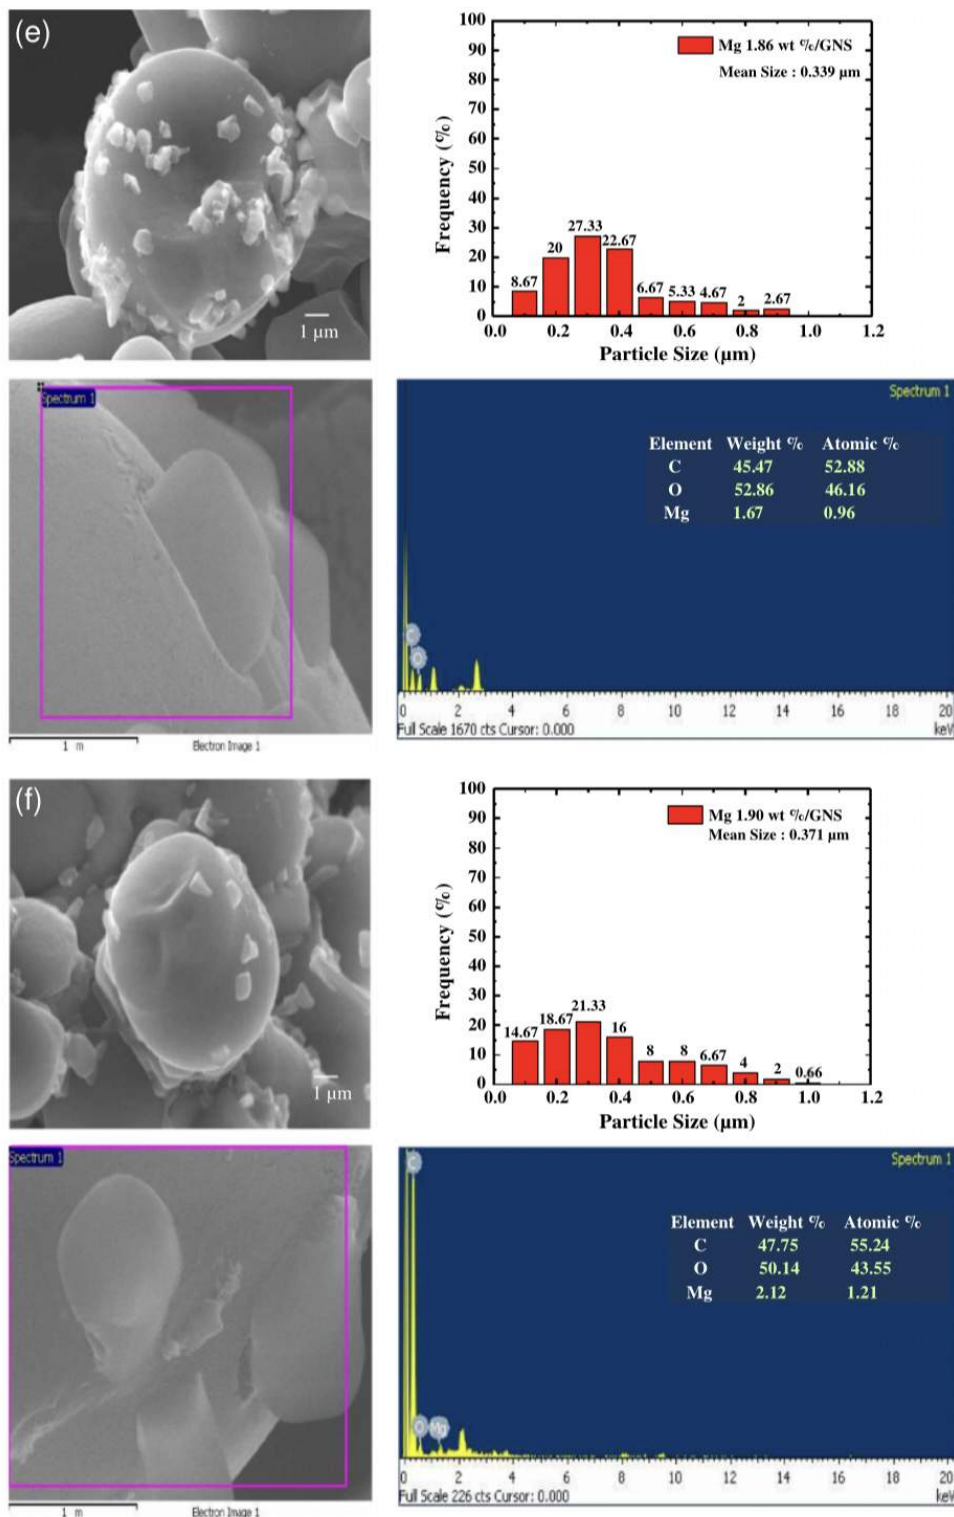 (e)
1 µm
100
90
80
70
60
50
40
30
20
10
0
Frequency (%)
Mg 1.86 wt %/GNS
Mean Size : 0.339 µm
8.67
20
27.33
22.67
6.67
5.33
4.67
2
2.67
0.0 0.2 0.4 0.6 0.8 1.0 1.2
Particle Size (µm)
Spectrum 1
1 m
Electron Image 1
Spectrum 1
Element Weight % Atomic %
C 45.47 52.88
O 52.86 46.16
Mg 1.67 0.96
C
O
0 2 4 6 8 10 12 14 16 18 20
Full Scale 1670 cts Cursor: 0.000
keV
(f)
1 µm
100
90
80
70
60
50
40
30
20
10
0
Frequency (%)
Mg 1.90 wt %/GNS
Mean Size : 0.371 µm
14.67
18.67
21.33
16
8
8
6.67
4
2
0.66
0.0 0.2 0.4 0.6 0.8 1.0 1.2
Particle Size (µm)
Spectrum 1
1 m
Electron Image 1
Spectrum 1
Element Weight % Atomic %
C 47.75 55.24
O 50.14 43.55
Mg 2.12 1.21
C
O
Mg
0 2 4 6 8 10 12 14 16 18 20
Full Scale 226 cts Cursor: 0.000
keV